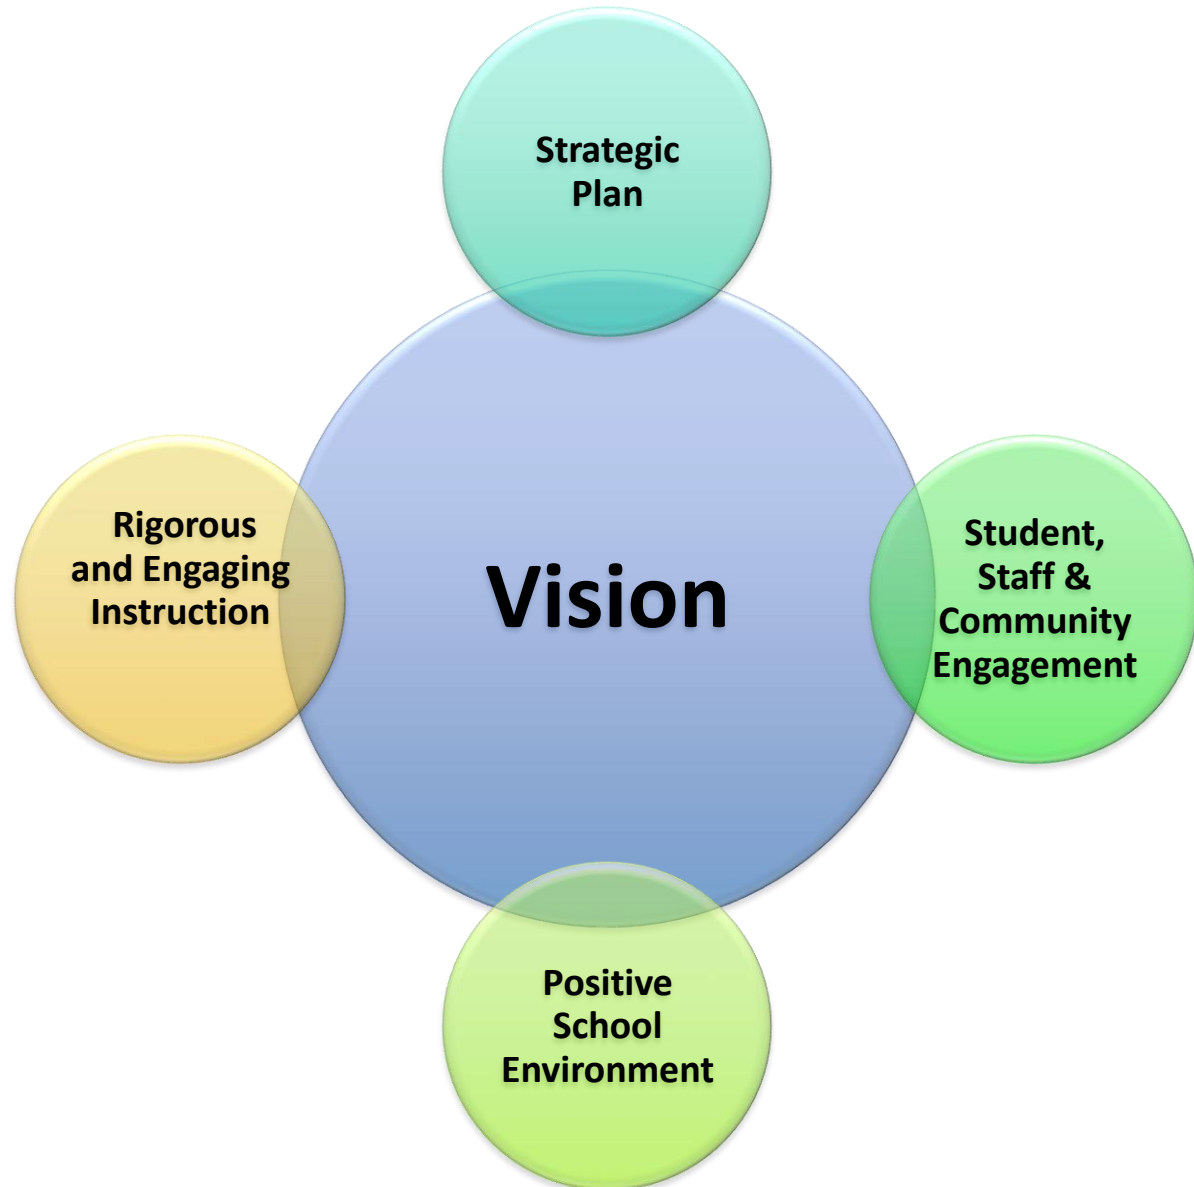 Strategic
Plan
Rigorous
and Engaging
Instruction
Vision
Student,
Staff &
Community
Engagement
Positive
School
Environment